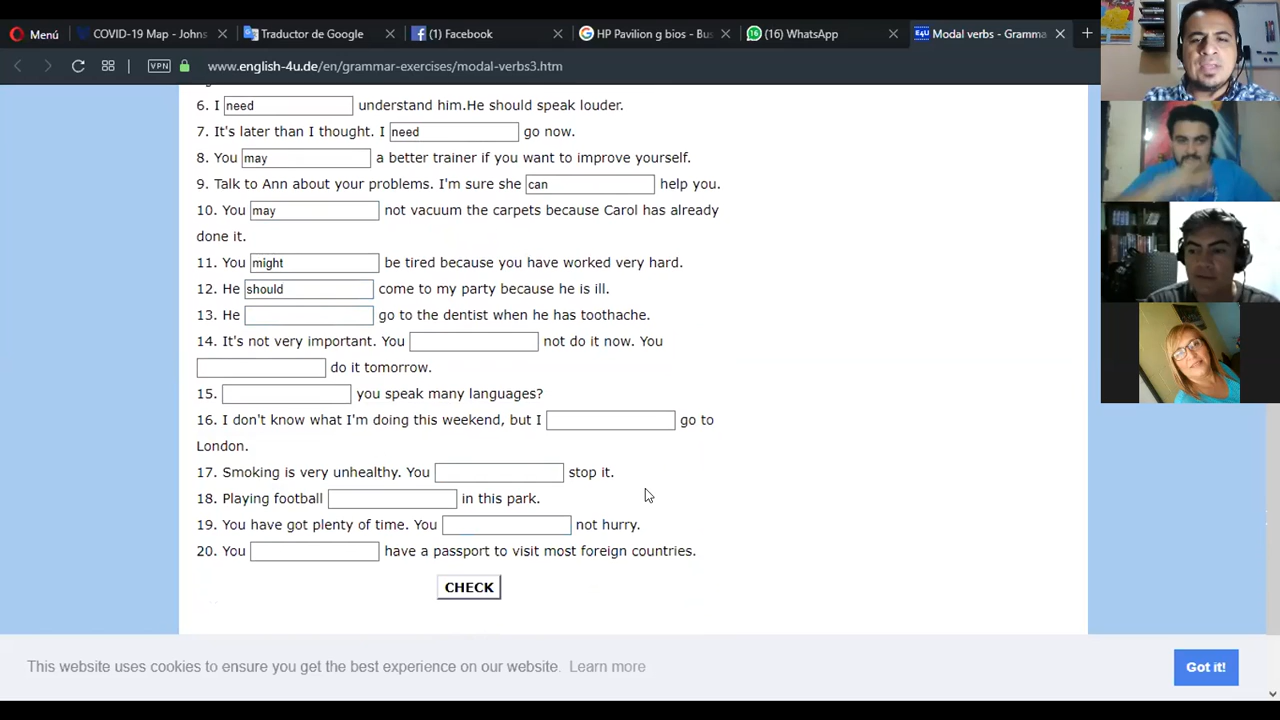 Menú
COVID-19 Map - Johns
Traductor de Google
(1) Facebook
HP Pavilion g bios - Bus
16
(16) WhatsApp
E4U
Modal verbs - Gramma
VPN
www.english-4u.de/en/grammar-exercises/modal-verbs3.htm
6. I need understand him.He should speak louder.
7. It's later than I thought. I need go now.
8. You may a better trainer if you want to improve yourself.
9. Talk to Ann about your problems. I'm sure she can help you.
10. You may not vacuum the carpets because Carol has already
done it.
11. You might be tired because you have worked very hard.
12. He should come to my party because he is ill.
13. He go to the dentist when he has toothache.
14. It's not very important. You not do it now. You
do it tomorrow.
15. you speak many languages?
16. I don't know what I'm doing this weekend, but I go to
London.
17. Smoking is very unhealthy. You stop it.
18. Playing football in this park.
19. You have got plenty of time. You not hurry.
20. You have a passport to visit most foreign countries.
CHECK
This website uses cookies to ensure you get the best experience on our website. Learn more
Got it!